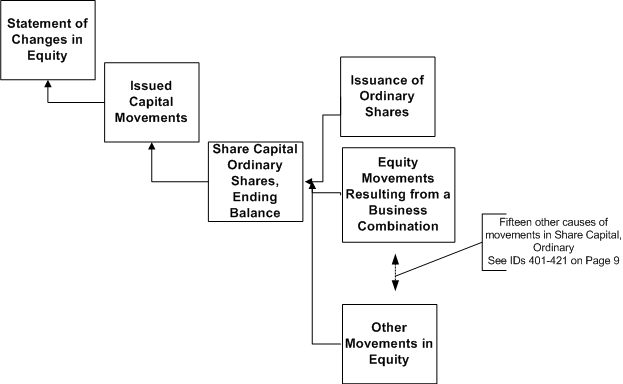 Statement of
Changes in
Equity
Issued
Capital
Movements
Share Capital
Ordinary
Shares,
Ending
Balance
Issuance of
Ordinary
Shares
Equity
Movements
Resulting from a
Business
Combination
Fifteen other causes of
movements in Share Capital,
Ordinary
See IDs 401-421 on Page 9
Other
Movements in
Equity